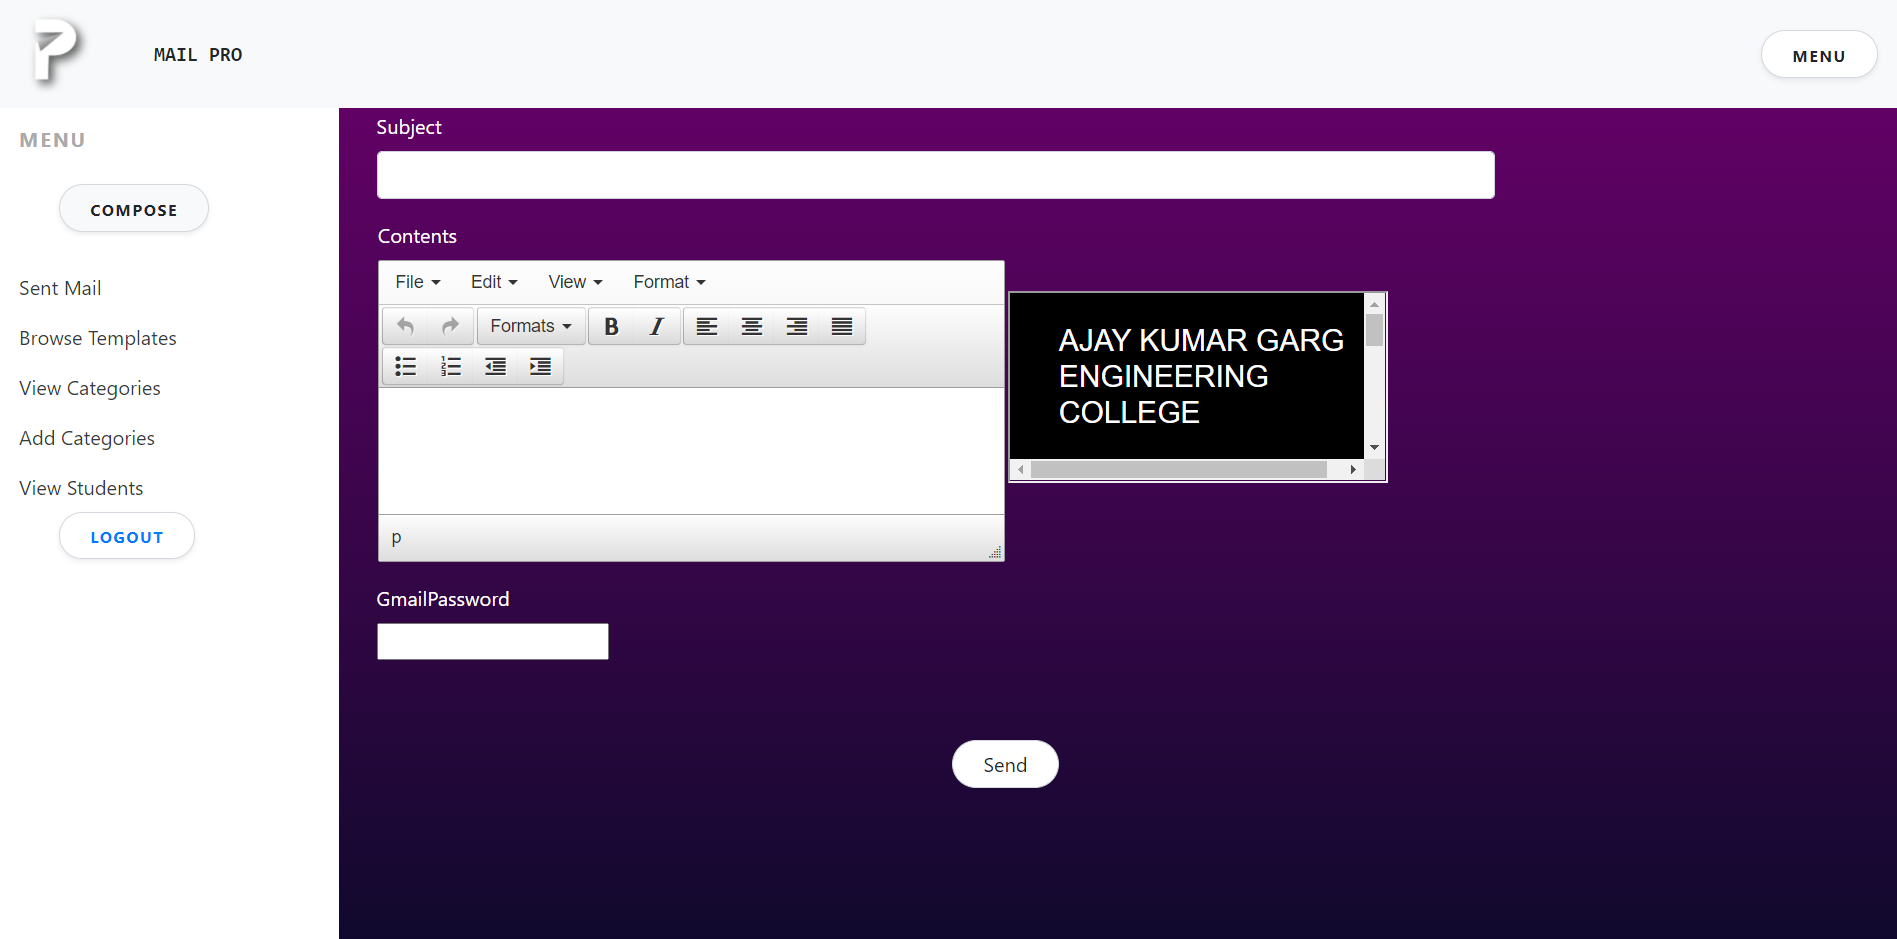 MAIL PRO
MENU
MENU
COMPOSE
Sent Mail
Browse Templates
View Categories
Add Categories
View Students
LOGOUT
Subject
Contents
File Edit View Format
Formats B I
AJAY KUMAR GARG
ENGINEERING
COLLEGE
p
GmailPassword
Send